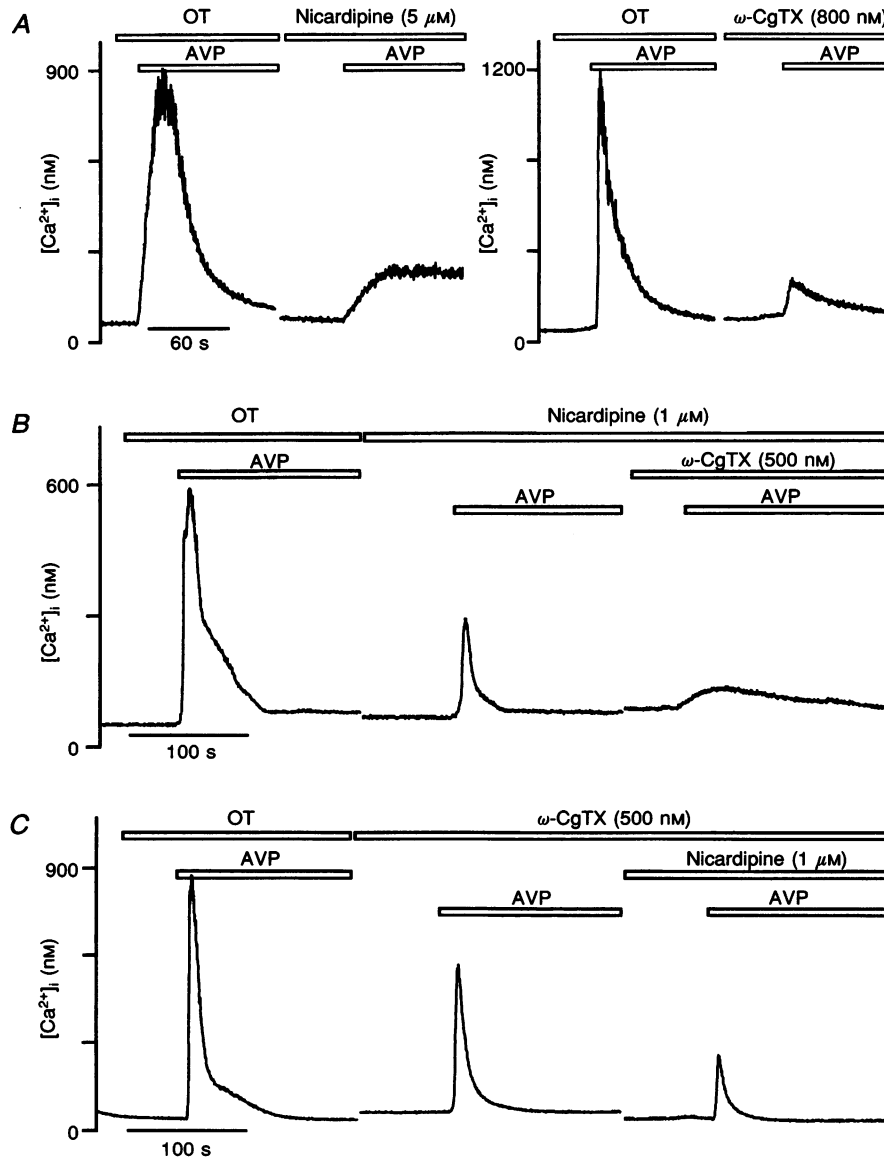 A
OT
Nicardipine (5 μM)
AVP
AVP
900
[Ca²⁺]ᵢ (nM)
0
60 s
OT
ω-CgTX (800 nM)
AVP
AVP
1200
[Ca²⁺]ᵢ (nM)
0
B
OT
Nicardipine (1 μM)
ω-CgTX (500 nM)
AVP
AVP
AVP
600
[Ca²⁺]ᵢ (nM)
0
100 s
C
OT
ω-CgTX (500 nM)
Nicardipine (1 μM)
AVP
AVP
AVP
900
[Ca²⁺]ᵢ (nM)
0
100 s